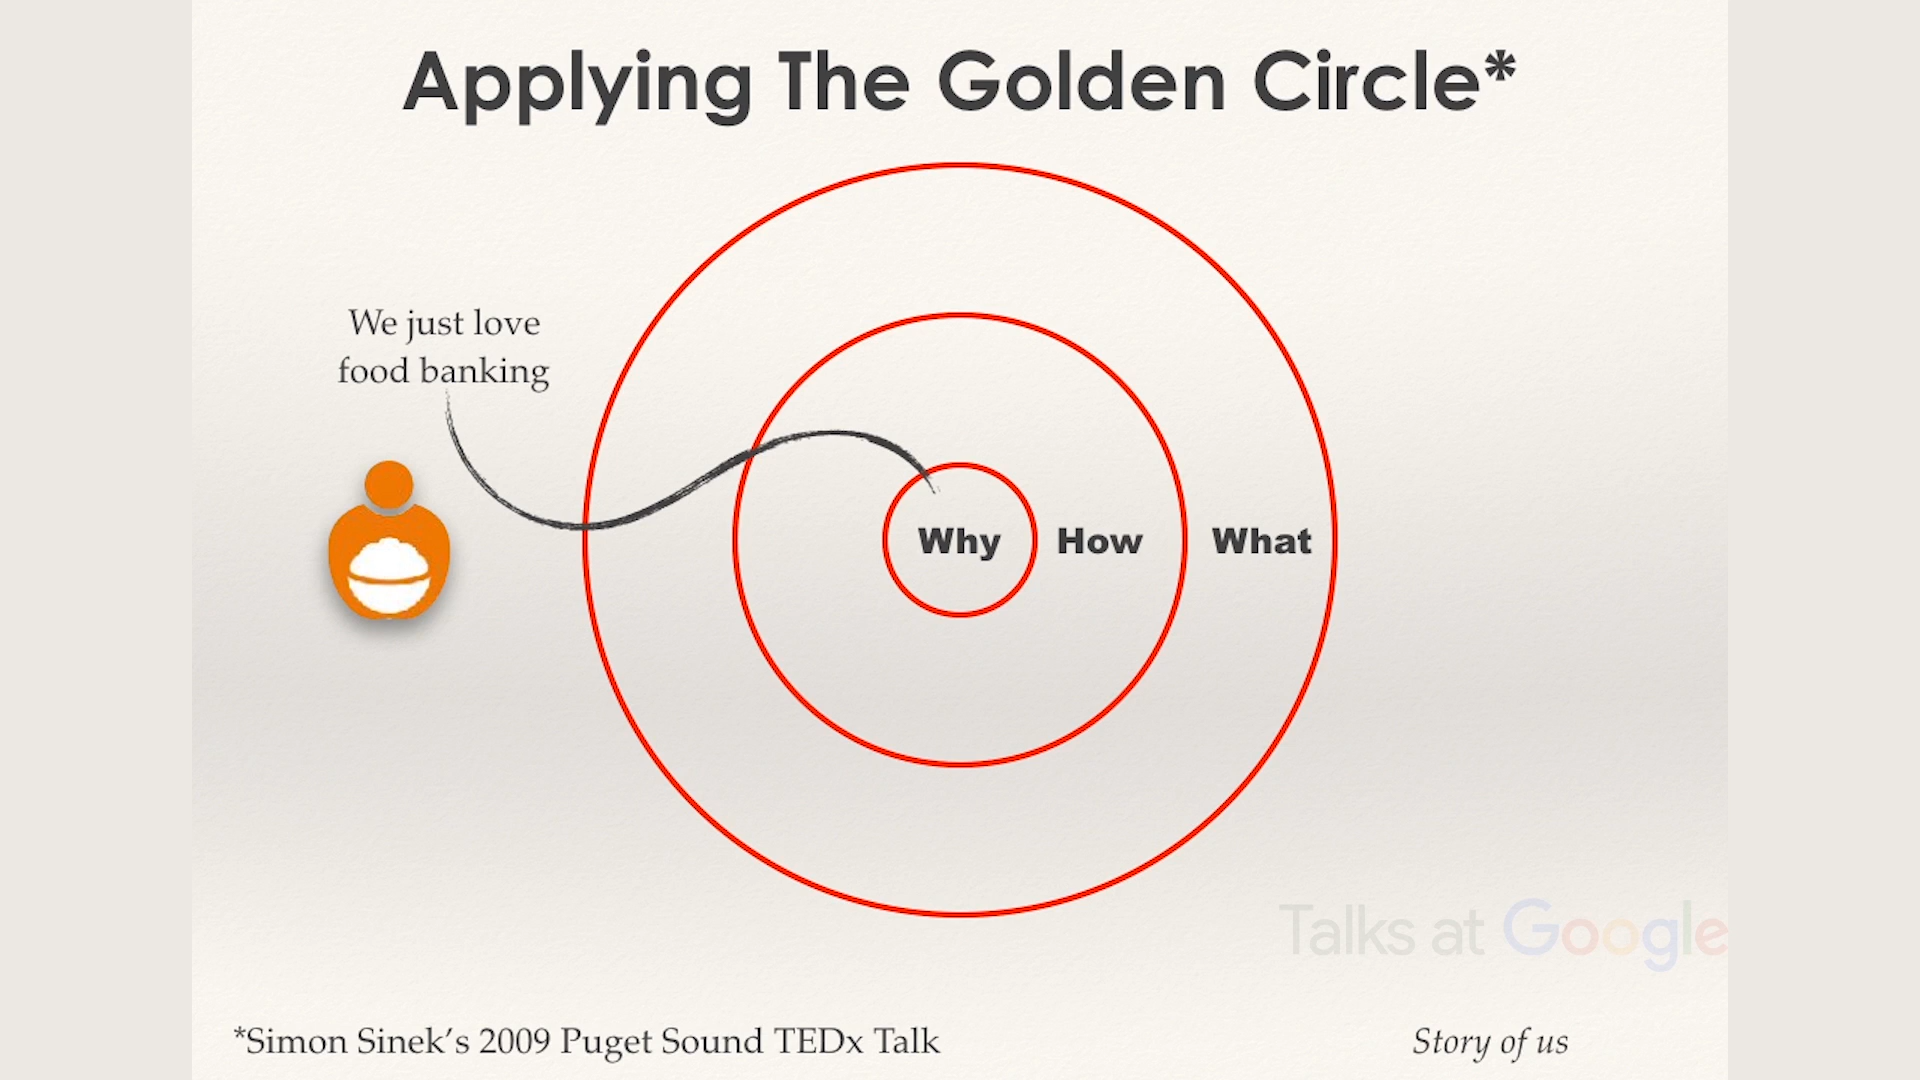 Applying The Golden Circle*
We just love
food banking
Why How What
Talks at Google
*Simon Sinek's 2009 Puget Sound TEDx Talk
Story of us